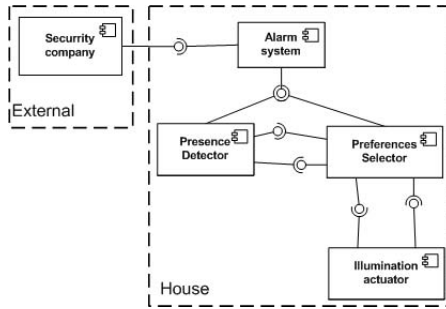 Securrity
company
External
Alarm
system
Presence
Detector
Preferences
Selector
Illumination
actuator
House